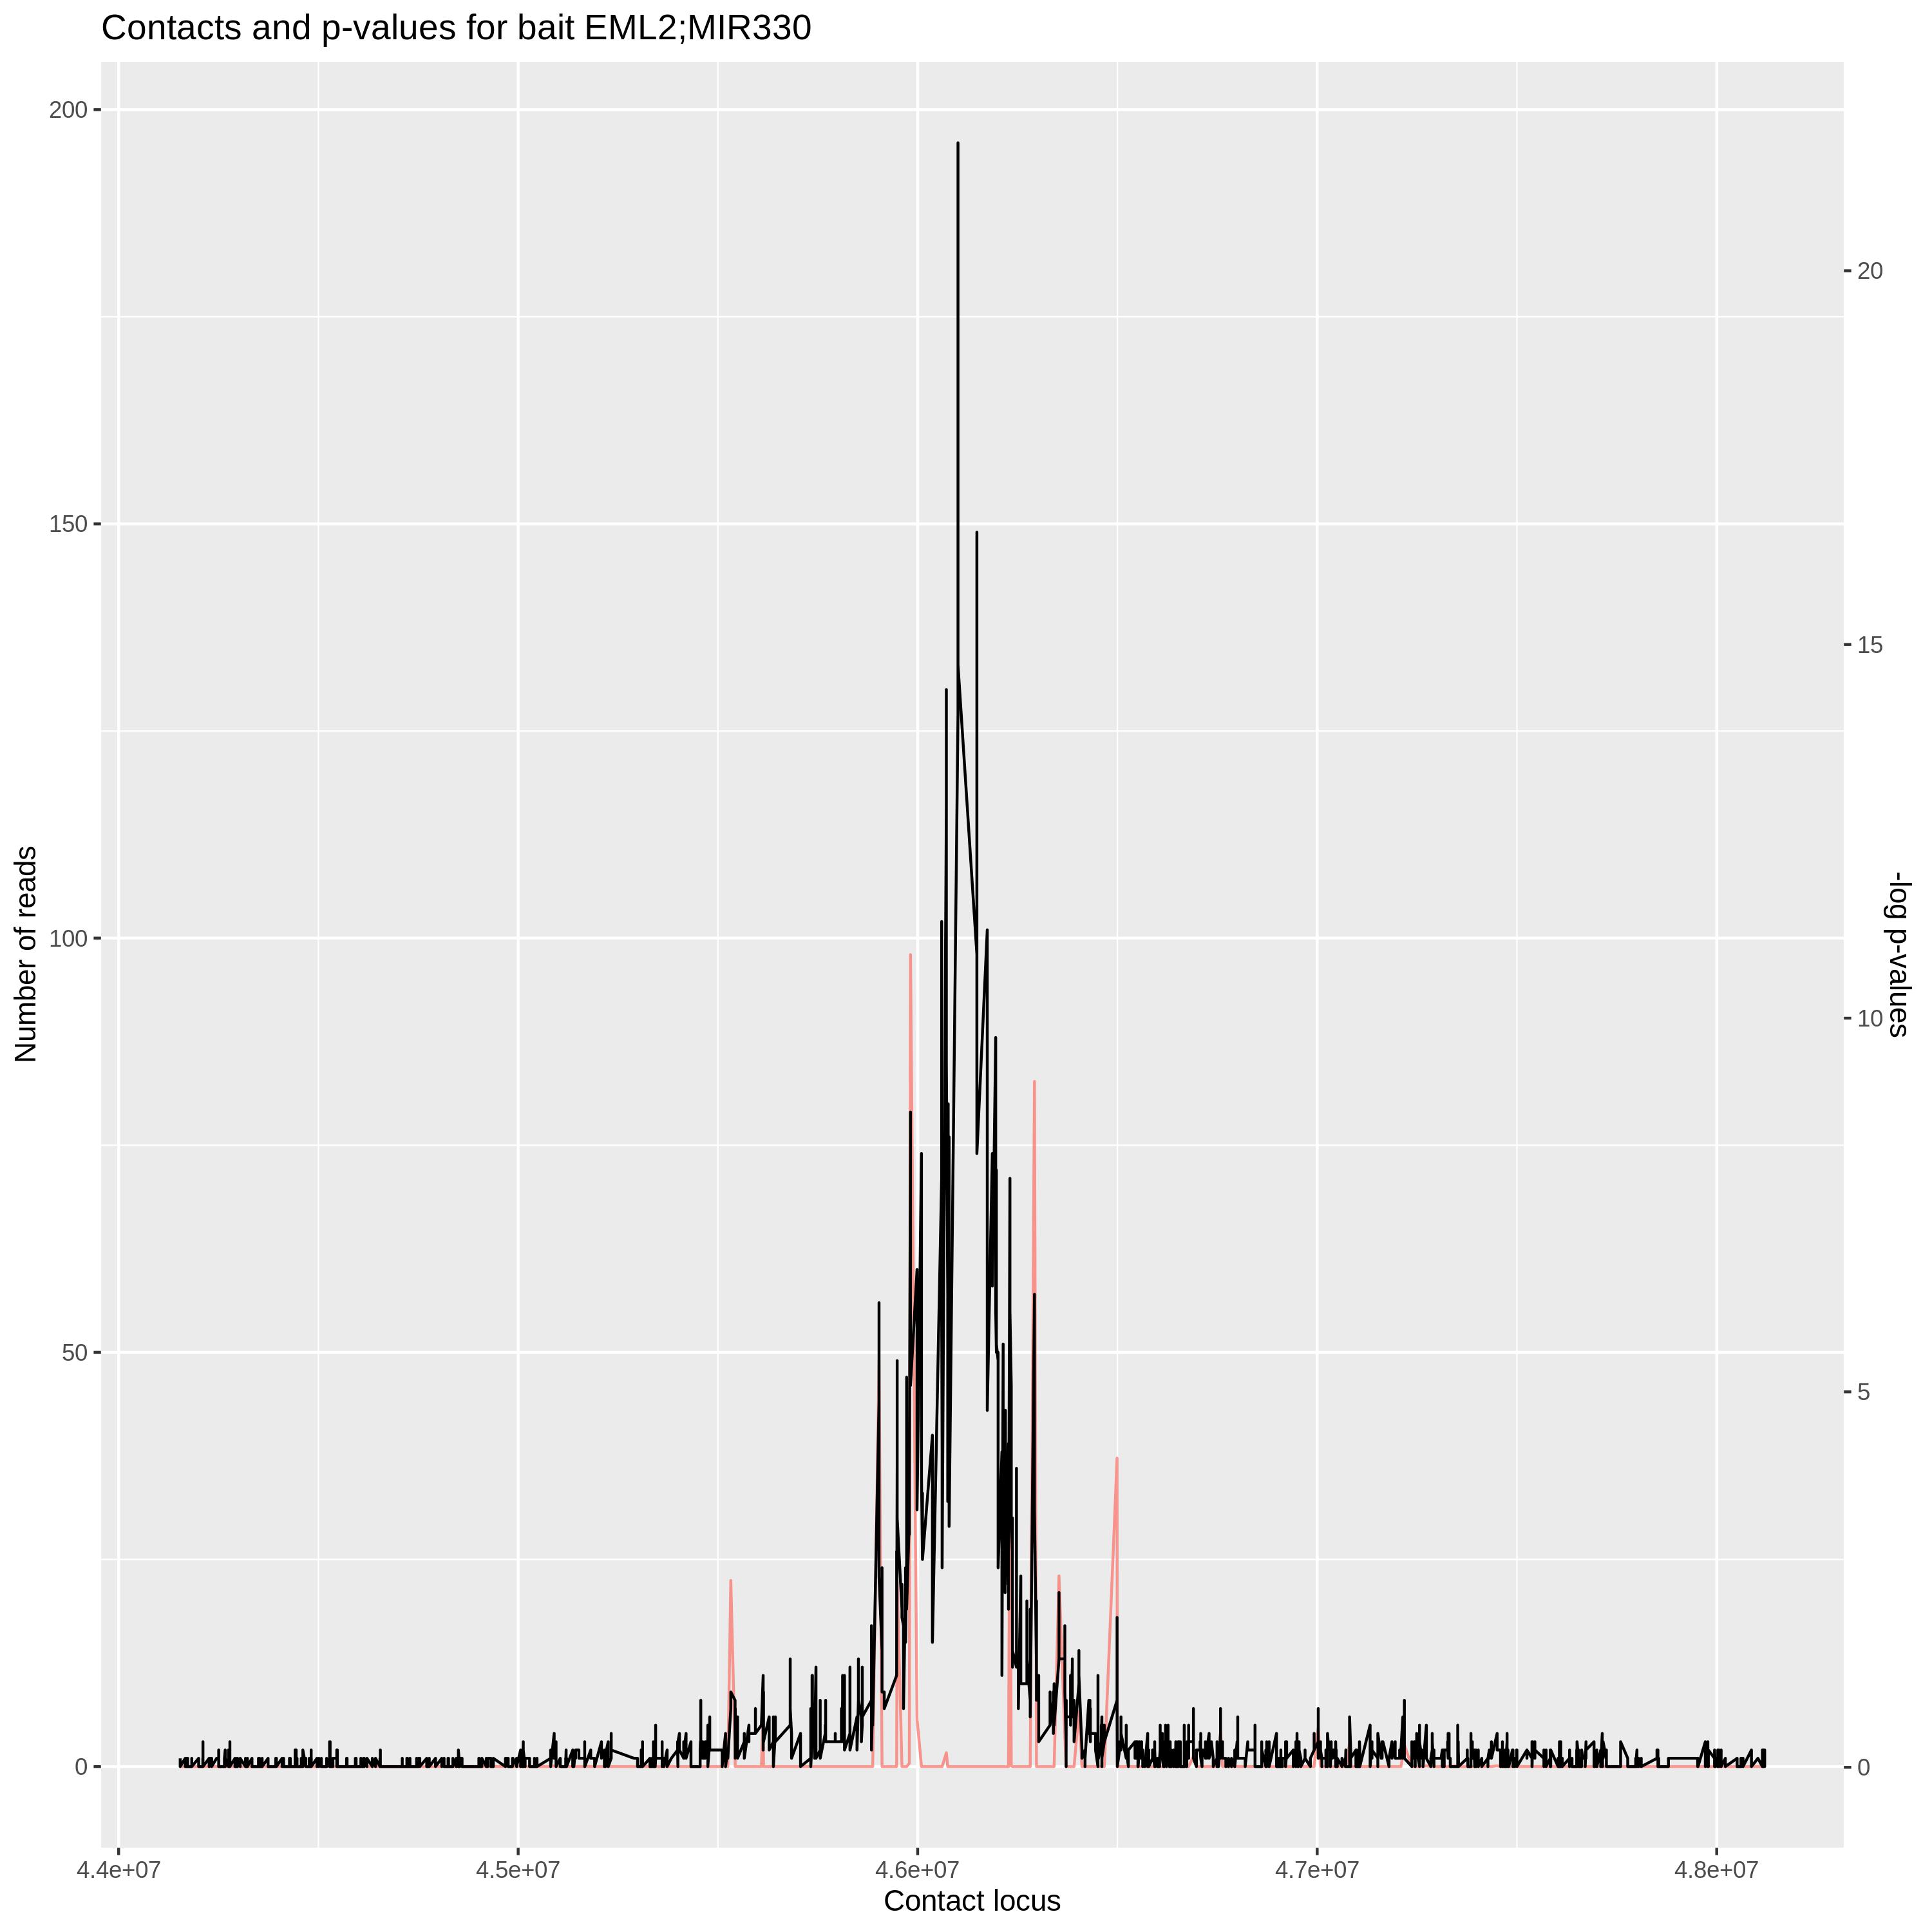 Contacts and p-values for bait EML2;MIR330
200
150
100
50
0
Number of reads
20
15
10
5
0
-log p-values
4.4e+07
4.5e+07
4.6e+07
4.7e+07
4.8e+07
Contact locus